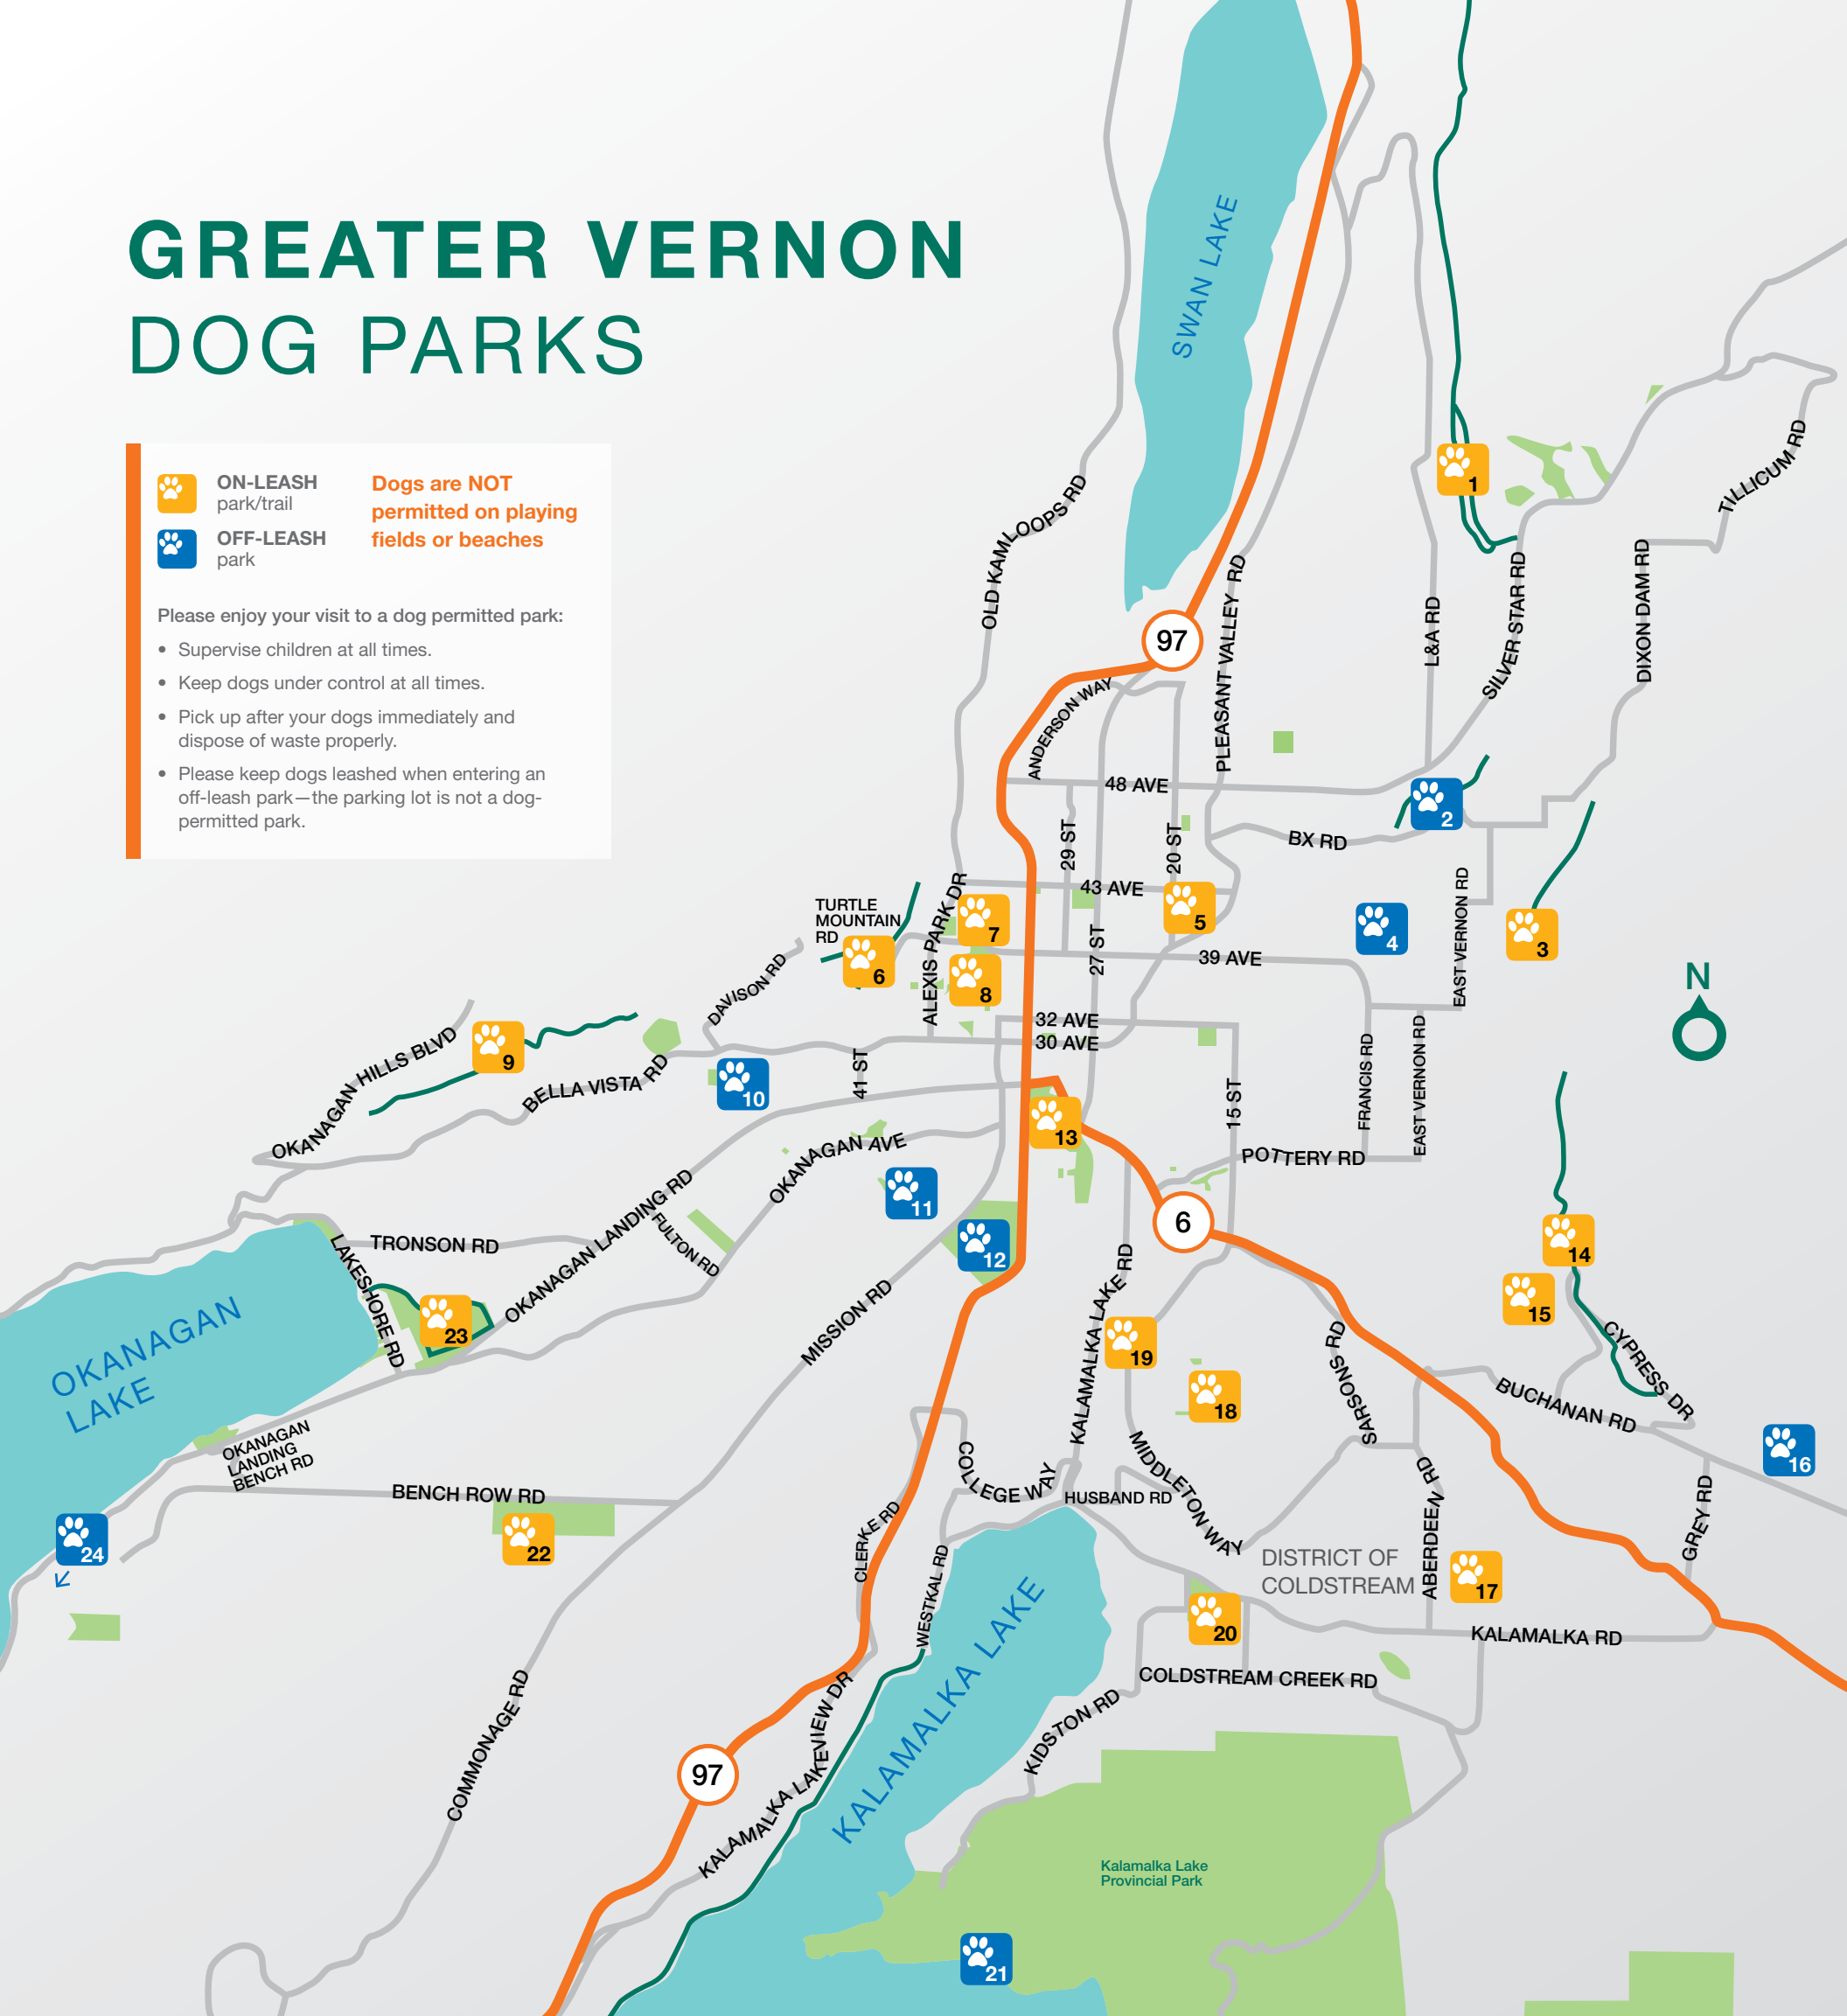 GREATER VERNON
DOG PARKS
ON-LEASH
park/trail
OFF-LEASH
park
Dogs are NOT
permitted on playing
fields or beaches
Please enjoy your visit to a dog permitted park:
• Supervise children at all times.
• Keep dogs under control at all times.
• Pick up after your dogs immediately and
dispose of waste properly.
• Please keep dogs leashed when entering an
off-leash park—the parking lot is not a dog-
permitted park.
SWAN LAKE
OLD KAMLOOPS RD
1
TILLICUM RD
97
PLEASANT VALLEY RD
L&A RD
SILVER STAR RD
DIXON DAM RD
ANDERSON WAY
48 AVE
2
29 ST
20 ST
BX RD
43 AVE
TURTLE
MOUNTAIN
RD
ALEXIS PARK DR
7
5
4
EAST VERNON RD
3
6
27 ST
39 AVE
8
DAVISON RD
N
32 AVE
30 AVE
OKANAGAN HILLS BLVD
9
BELLA VISTA RD
10
41 ST
15 ST
FRANCIS RD
EAST VERNON RD
13
OKANAGAN AVE
POTTERY RD
11
OKANAGAN LANDING RD
FULTON RD
12
6
14
TRONSON RD
LAKESHORE RD
23
MISSION RD
KALAMALKA LAKE RD
15
19
SARSONS RD
CYPRESS DR
OKANAGAN
LAKE
18
BUCHANAN RD
16
OKANAGAN
LANDING
BENCH RD
COLLEGE WAY
MIDDLETON WAY
ABERDEEN RD
GREY RD
BENCH ROW RD
HUSBAND RD
24
22
CLERKE RD
WESTKAL RD
DISTRICT OF
COLDSTREAM
17
20
KALAMALKA RD
COLDSTREAM CREEK RD
KIDSTON RD
COMMONAGE RD
KALAMALKA LAKE
97
KALAMALKA LAKEVIEW DR
Kalamalka Lake
Provincial Park
21